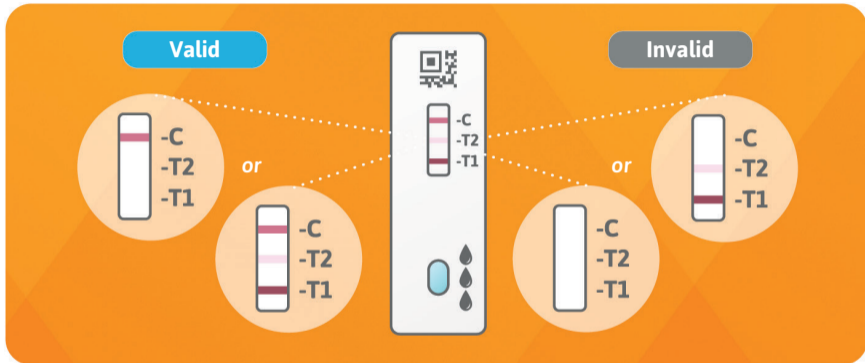 Valid
Invalid
-C
-T2
-T1
or
-C
-T2
-T1
-C
-T2
-T1
-C
-T2
-T1
or
-C
-T2
-T1